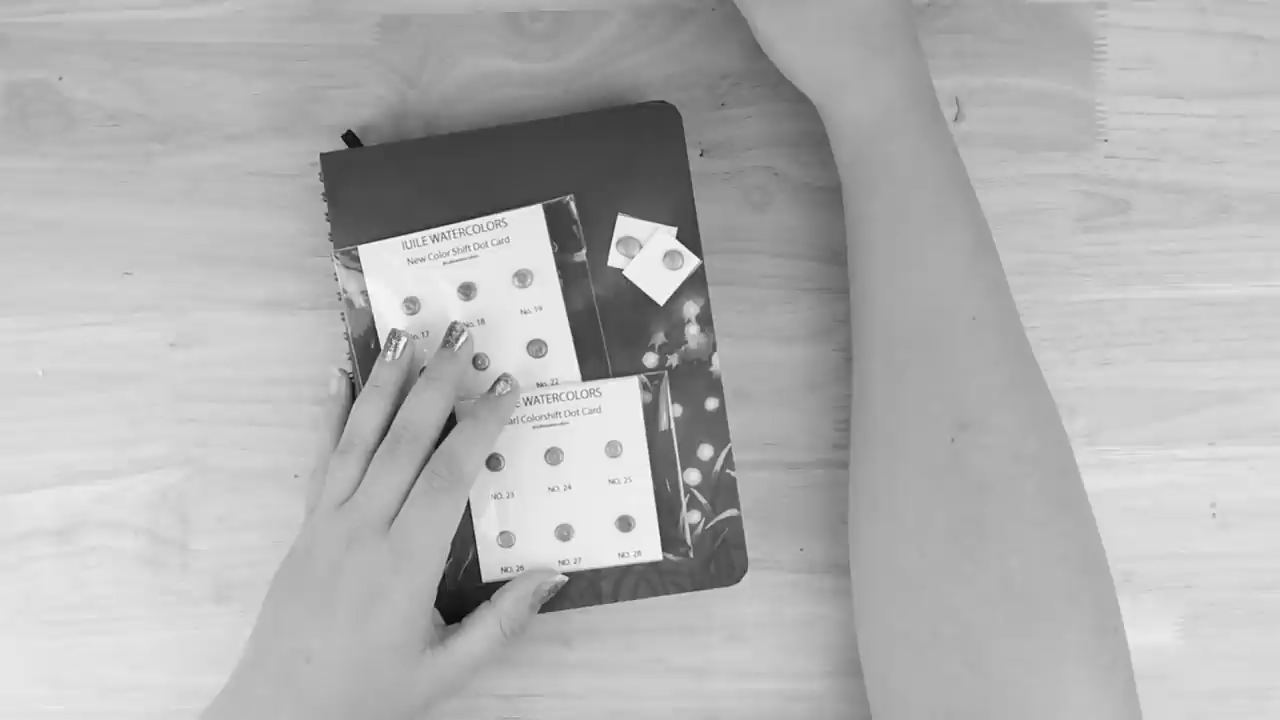 IUILE WATERCOLORS
New Color Shift Dot Card
No. 18
No. 19
No. 22
WATERCOLORS
Colorshift Dot Card
NO. 23
NO. 24
NO. 25
NO. 26
NO. 27
NO. 28